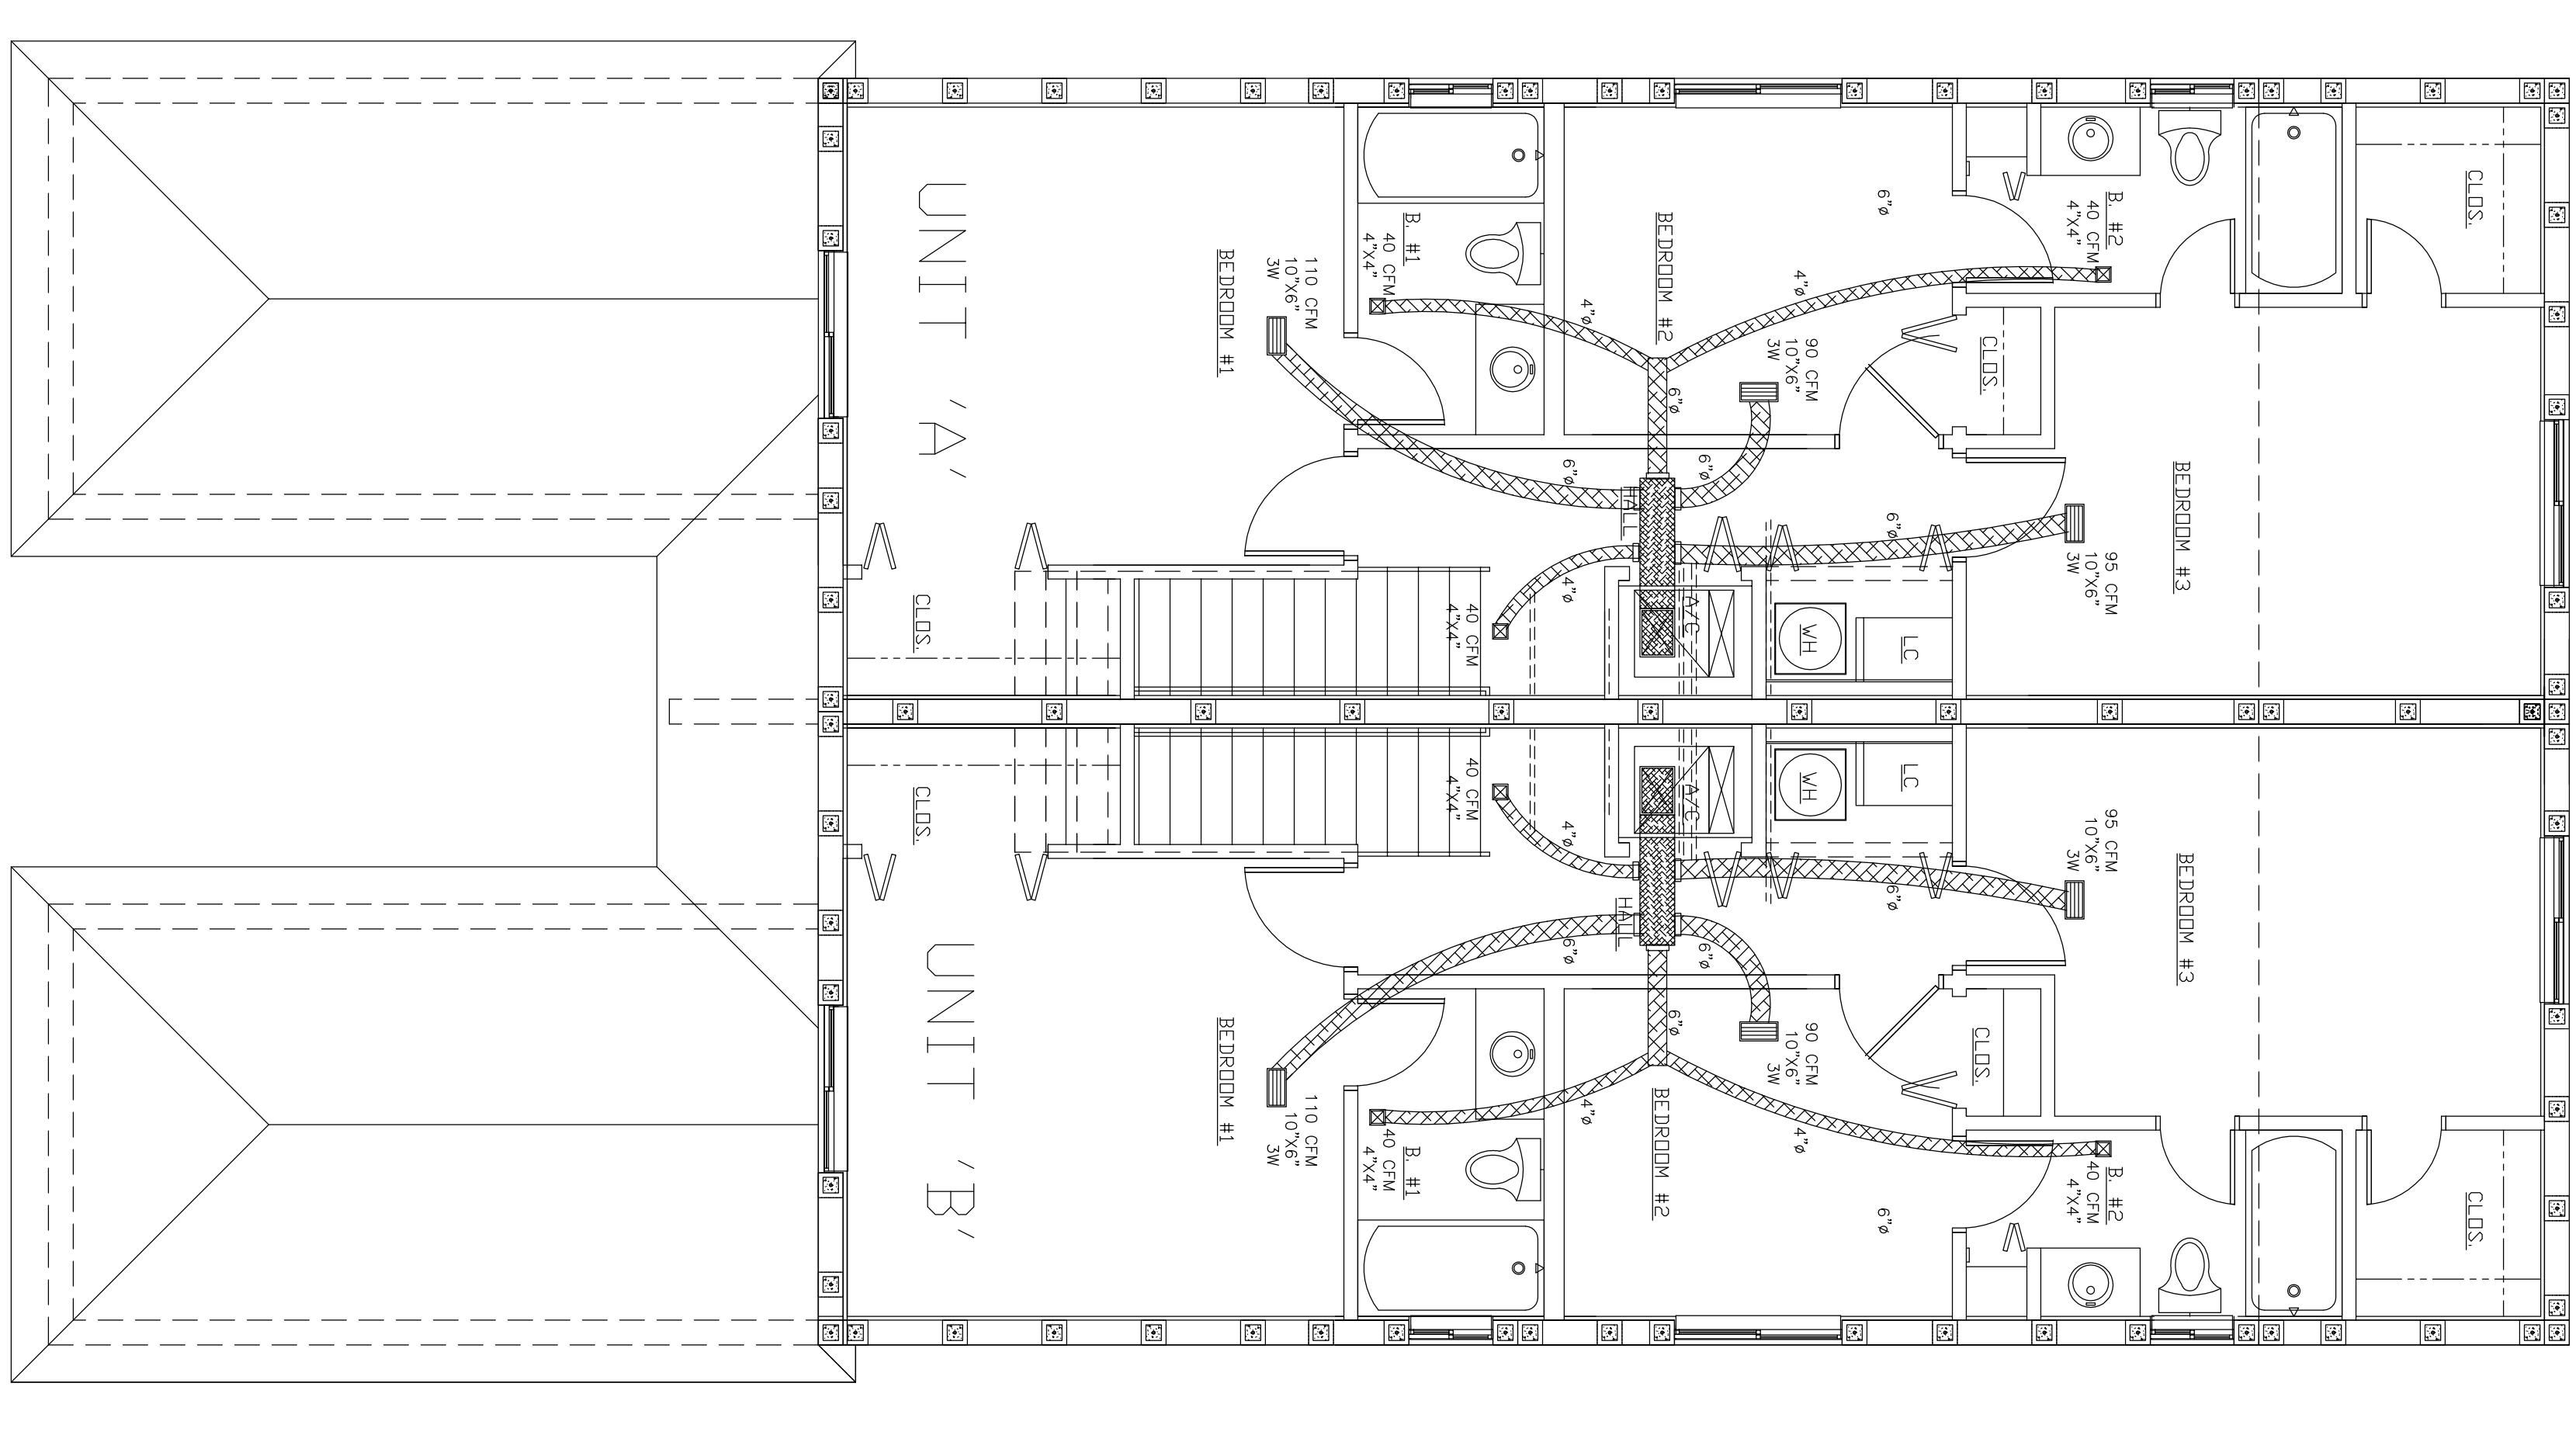 UNIT 'A'
CLOS.
BEDROOM #1
110 CFM
10"X6"
3W
B. #1
40 CFM
4"X4"
4"ø
BEDROOM #2
6"ø
4"ø
6"ø
90 CFM
10"X6"
3W
6"ø
6"ø
HALL
6"ø
4"ø
40 CFM
4"X4"
A/C
WH
LC
CLOS.
B. #2
40 CFM
4"X4"
BEDROOM #3
95 CFM
10"X6"
3W
CLOS.
UNIT 'B'
CLOS.
BEDROOM #1
110 CFM
10"X6"
3W
B. #1
40 CFM
4"X4"
4"ø
BEDROOM #2
6"ø
4"ø
6"ø
90 CFM
10"X6"
3W
6"ø
6"ø
HALL
6"ø
4"ø
40 CFM
4"X4"
A/C
WH
LC
CLOS.
B. #2
40 CFM
4"X4"
BEDROOM #3
95 CFM
10"X6"
3W
CLOS.